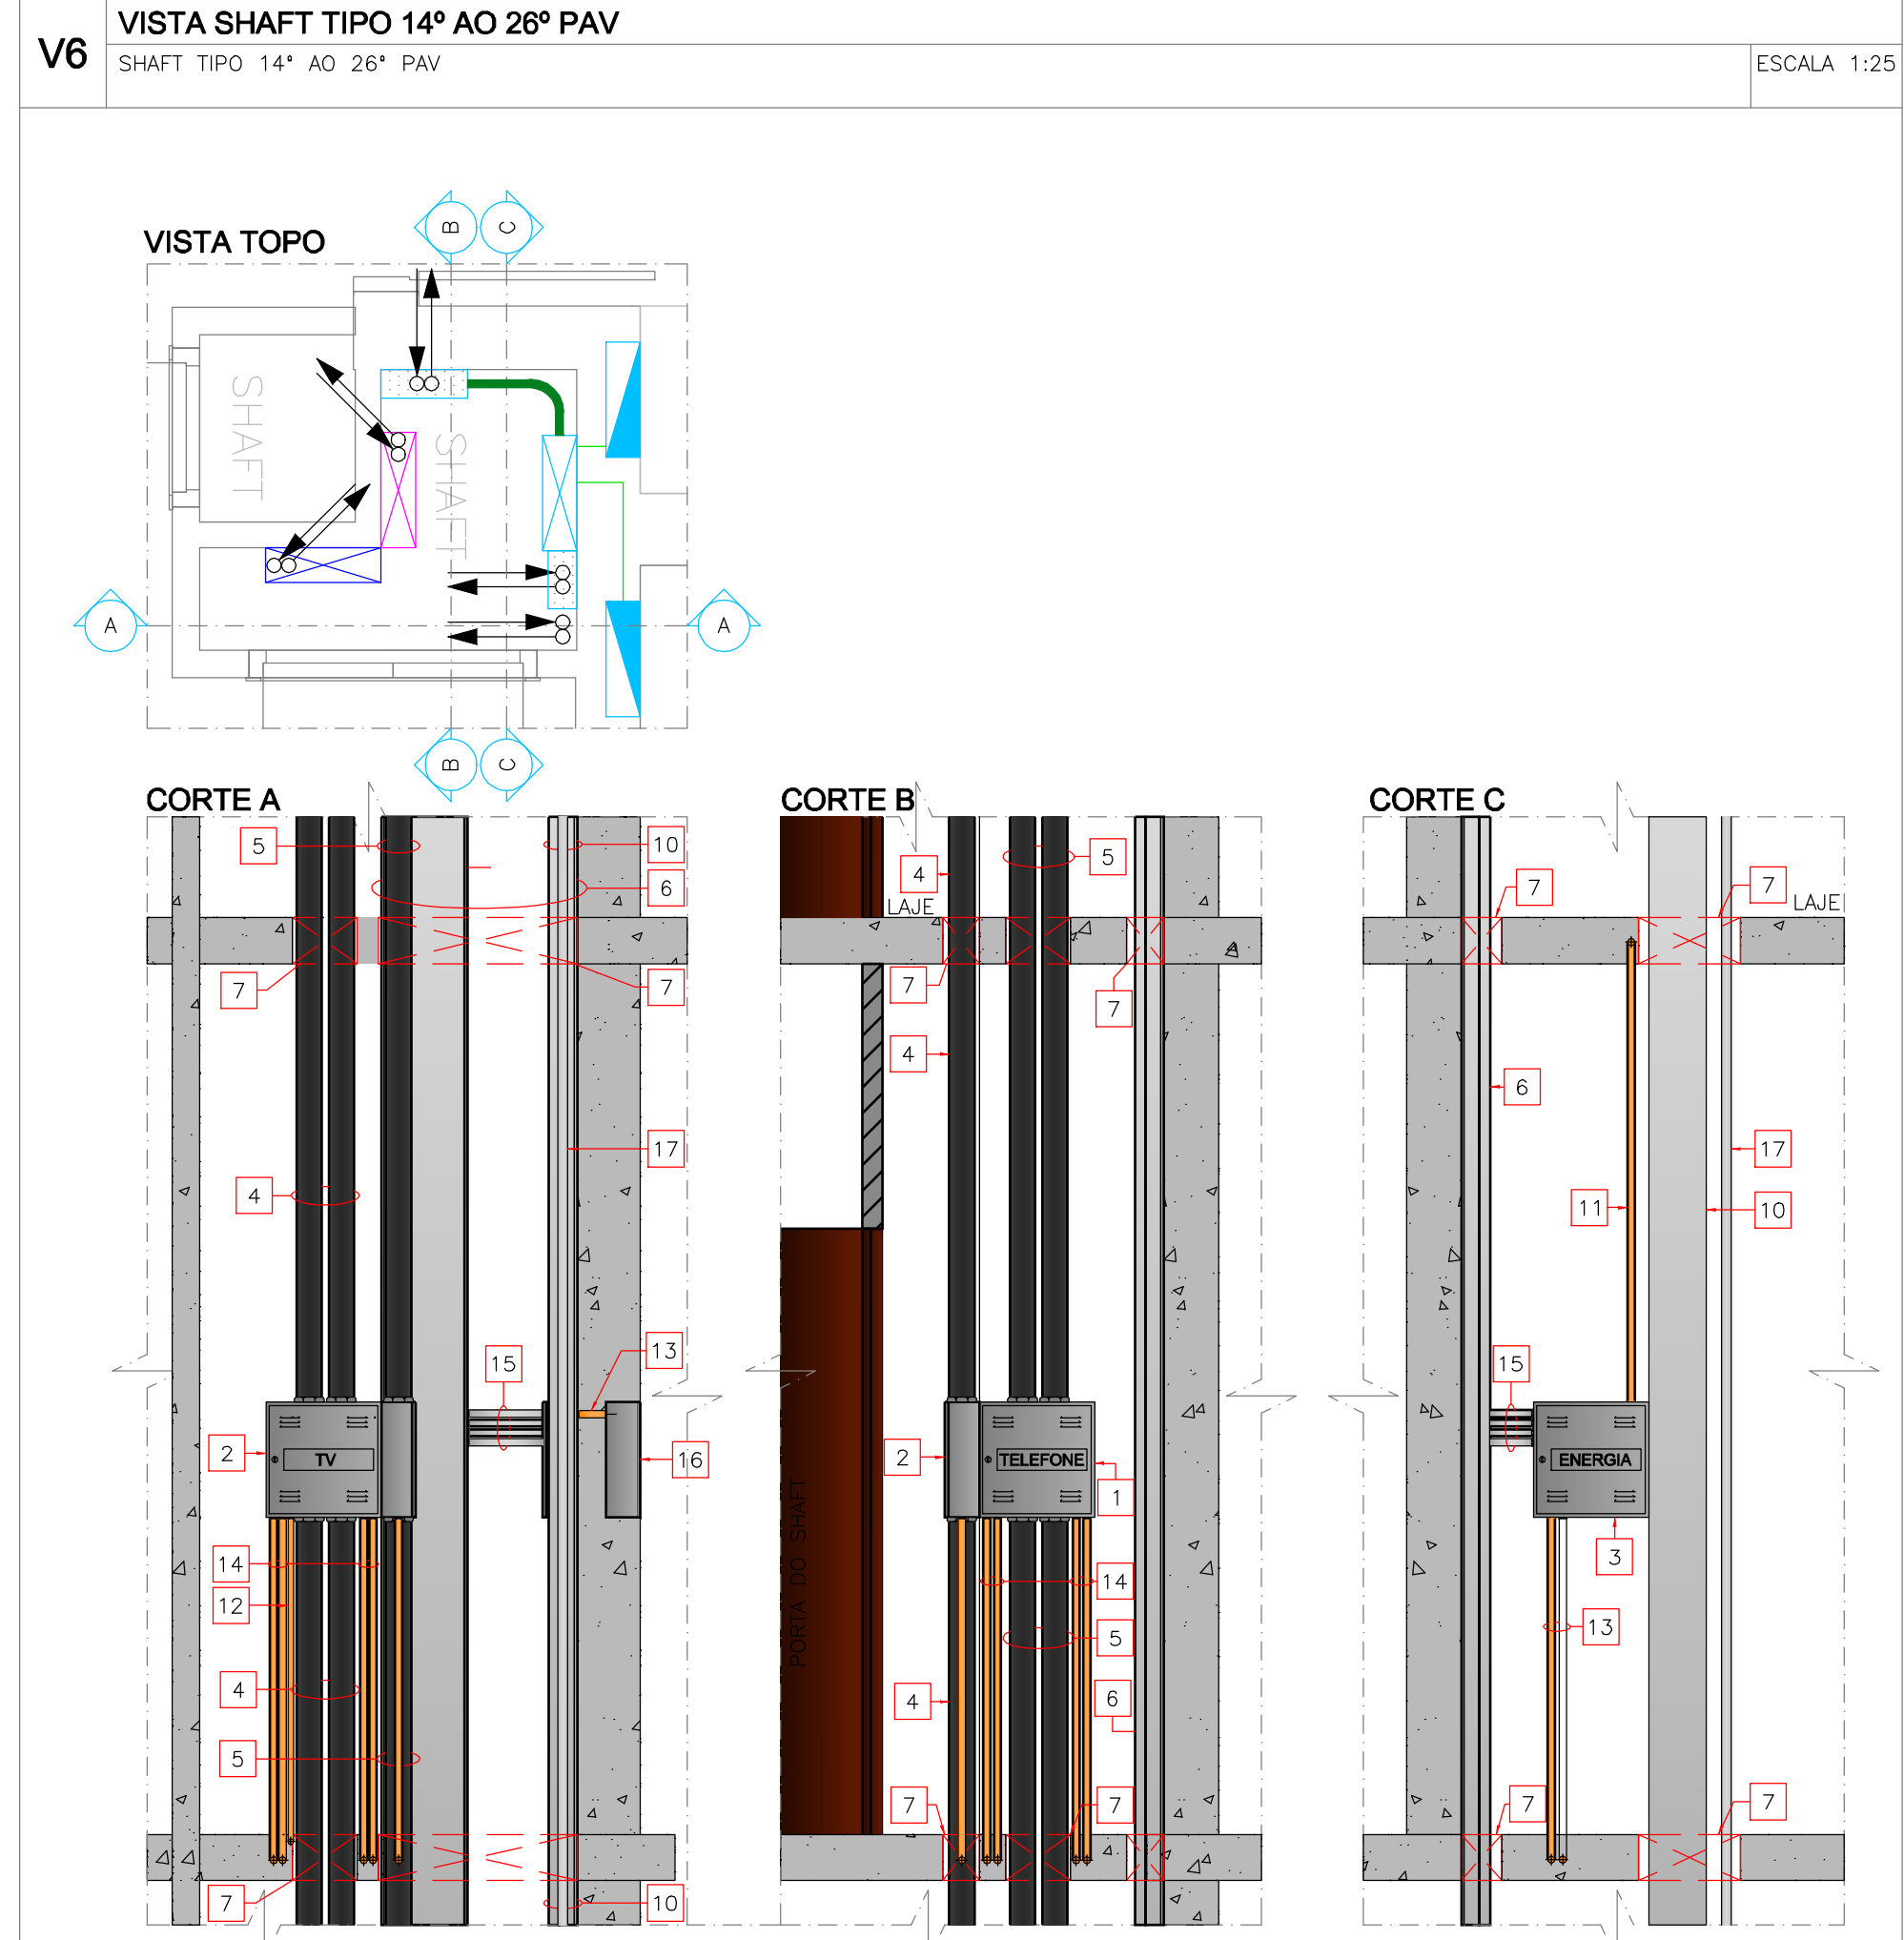 V6
VISTA SHAFT TIPO 14º AO 26º PAV
SHAFT TIPO 14° AO 26° PAV
ESCALA 1:25
VISTA TOPO
B
C
SHAFT
SHAFT
A
A
B
C
CORTE A
5
10
6
7
7
4
17
15
13
2
TV
16
14
12
4
5
7
10
CORTE B
4
5
LAJE
7
7
4
2
TELEFONE
1
PORTA DO SHAFT
14
5
4
6
7
7
CORTE C
7
7
LAJE
6
17
11
10
15
ENERGIA
3
13
7
7